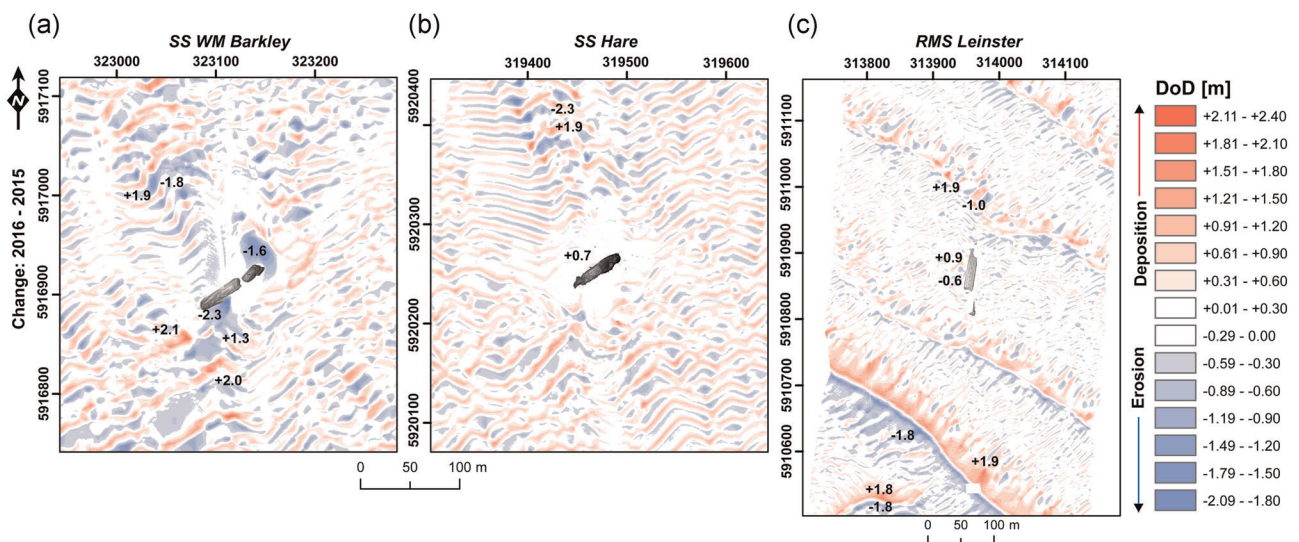 (a)
SS WM Barkley
323000 323100 323200
N
Change: 2016 - 2015
5917100
5917000
5916900
5916800
-1.8
+1.9
-1.6
-2.3
+2.1
+1.3
+2.0
0 50 100 m
(b)
SS Hare
319400 319500 319600
5920400
5920300
5920200
5920100
-2.3
+1.9
+0.7
(c)
RMS Leinster
313800 313900 314000 314100
5911100
5911000
5910900
5910800
5910700
5910600
+1.9
-1.0
+0.9
-0.6
-1.8
+1.9
+1.8
-1.8
0 50 100 m
DoD [m]
Deposition
Erosion
+2.11 - +2.40
+1.81 - +2.10
+1.51 - +1.80
+1.21 - +1.50
+0.91 - +1.20
+0.61 - +0.90
+0.31 - +0.60
+0.01 - +0.30
-0.29 - 0.00
-0.59 - -0.30
-0.89 - -0.60
-1.19 - -0.90
-1.49 - -1.20
-1.79 - -1.50
-2.09 - -1.80